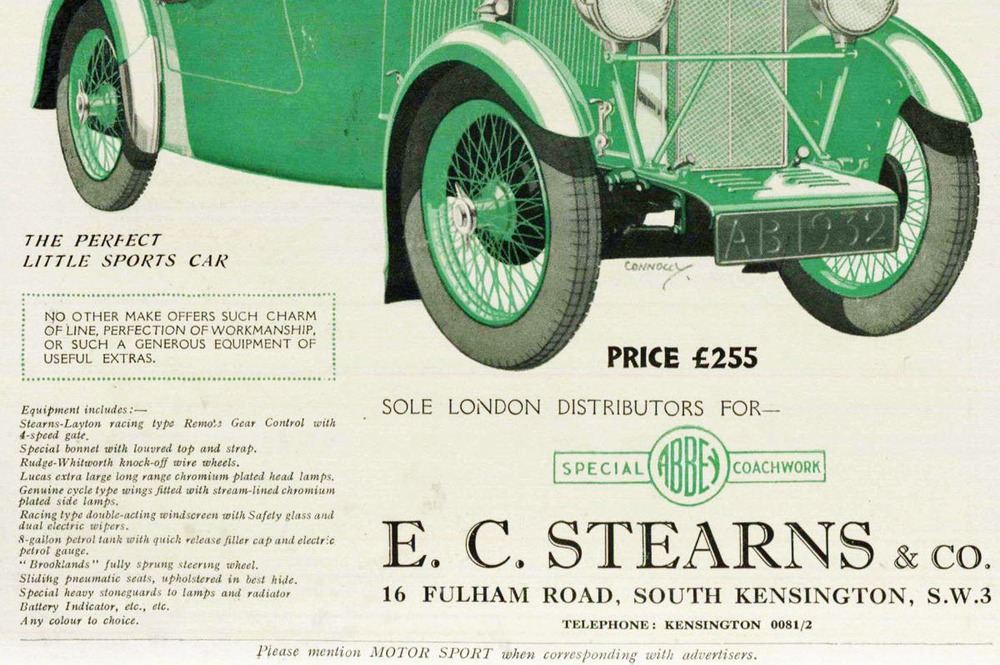 AB·1932
CONNOLLY
THE PERFECT
LITTLE SPORTS CAR
NO OTHER MAKE OFFERS SUCH CHARM
OF LINE, PERFECTION OF WORKMANSHIP,
OR SUCH A GENEROUS EQUIPMENT OF
USEFUL EXTRAS.
Equipment includes:—
Stearns-Layton racing type Remote Gear Control with
4-speed gate.
Special bonnet with louvred top and strap.
Rudge-Whitworth knock-off wire wheels.
Lucas extra large long range chromium plated head lamps.
Genuine cycle type wings fitted with stream-lined chromium
plated side lamps.
Racing type double-acting windscreen with Safety glass and
dual electric wipers.
8-gallon petrol tank with quick release filler cap and electric
petrol gauge.
"Brooklands" fully sprung steering wheel.
Sliding pneumatic seats, upholstered in best hide.
Special heavy stoneguards to lamps and radiator
Battery Indicator, etc., etc.
Any colour to choice.
PRICE £255
SOLE LONDON DISTRIBUTORS FOR—
SPECIAL ABBEY COACHWORK
E. C. STEARNS & CO.
16 FULHAM ROAD, SOUTH KENSINGTON, S.W.3
TELEPHONE: KENSINGTON 0081/2
Please mention MOTOR SPORT when corresponding with advertisers.